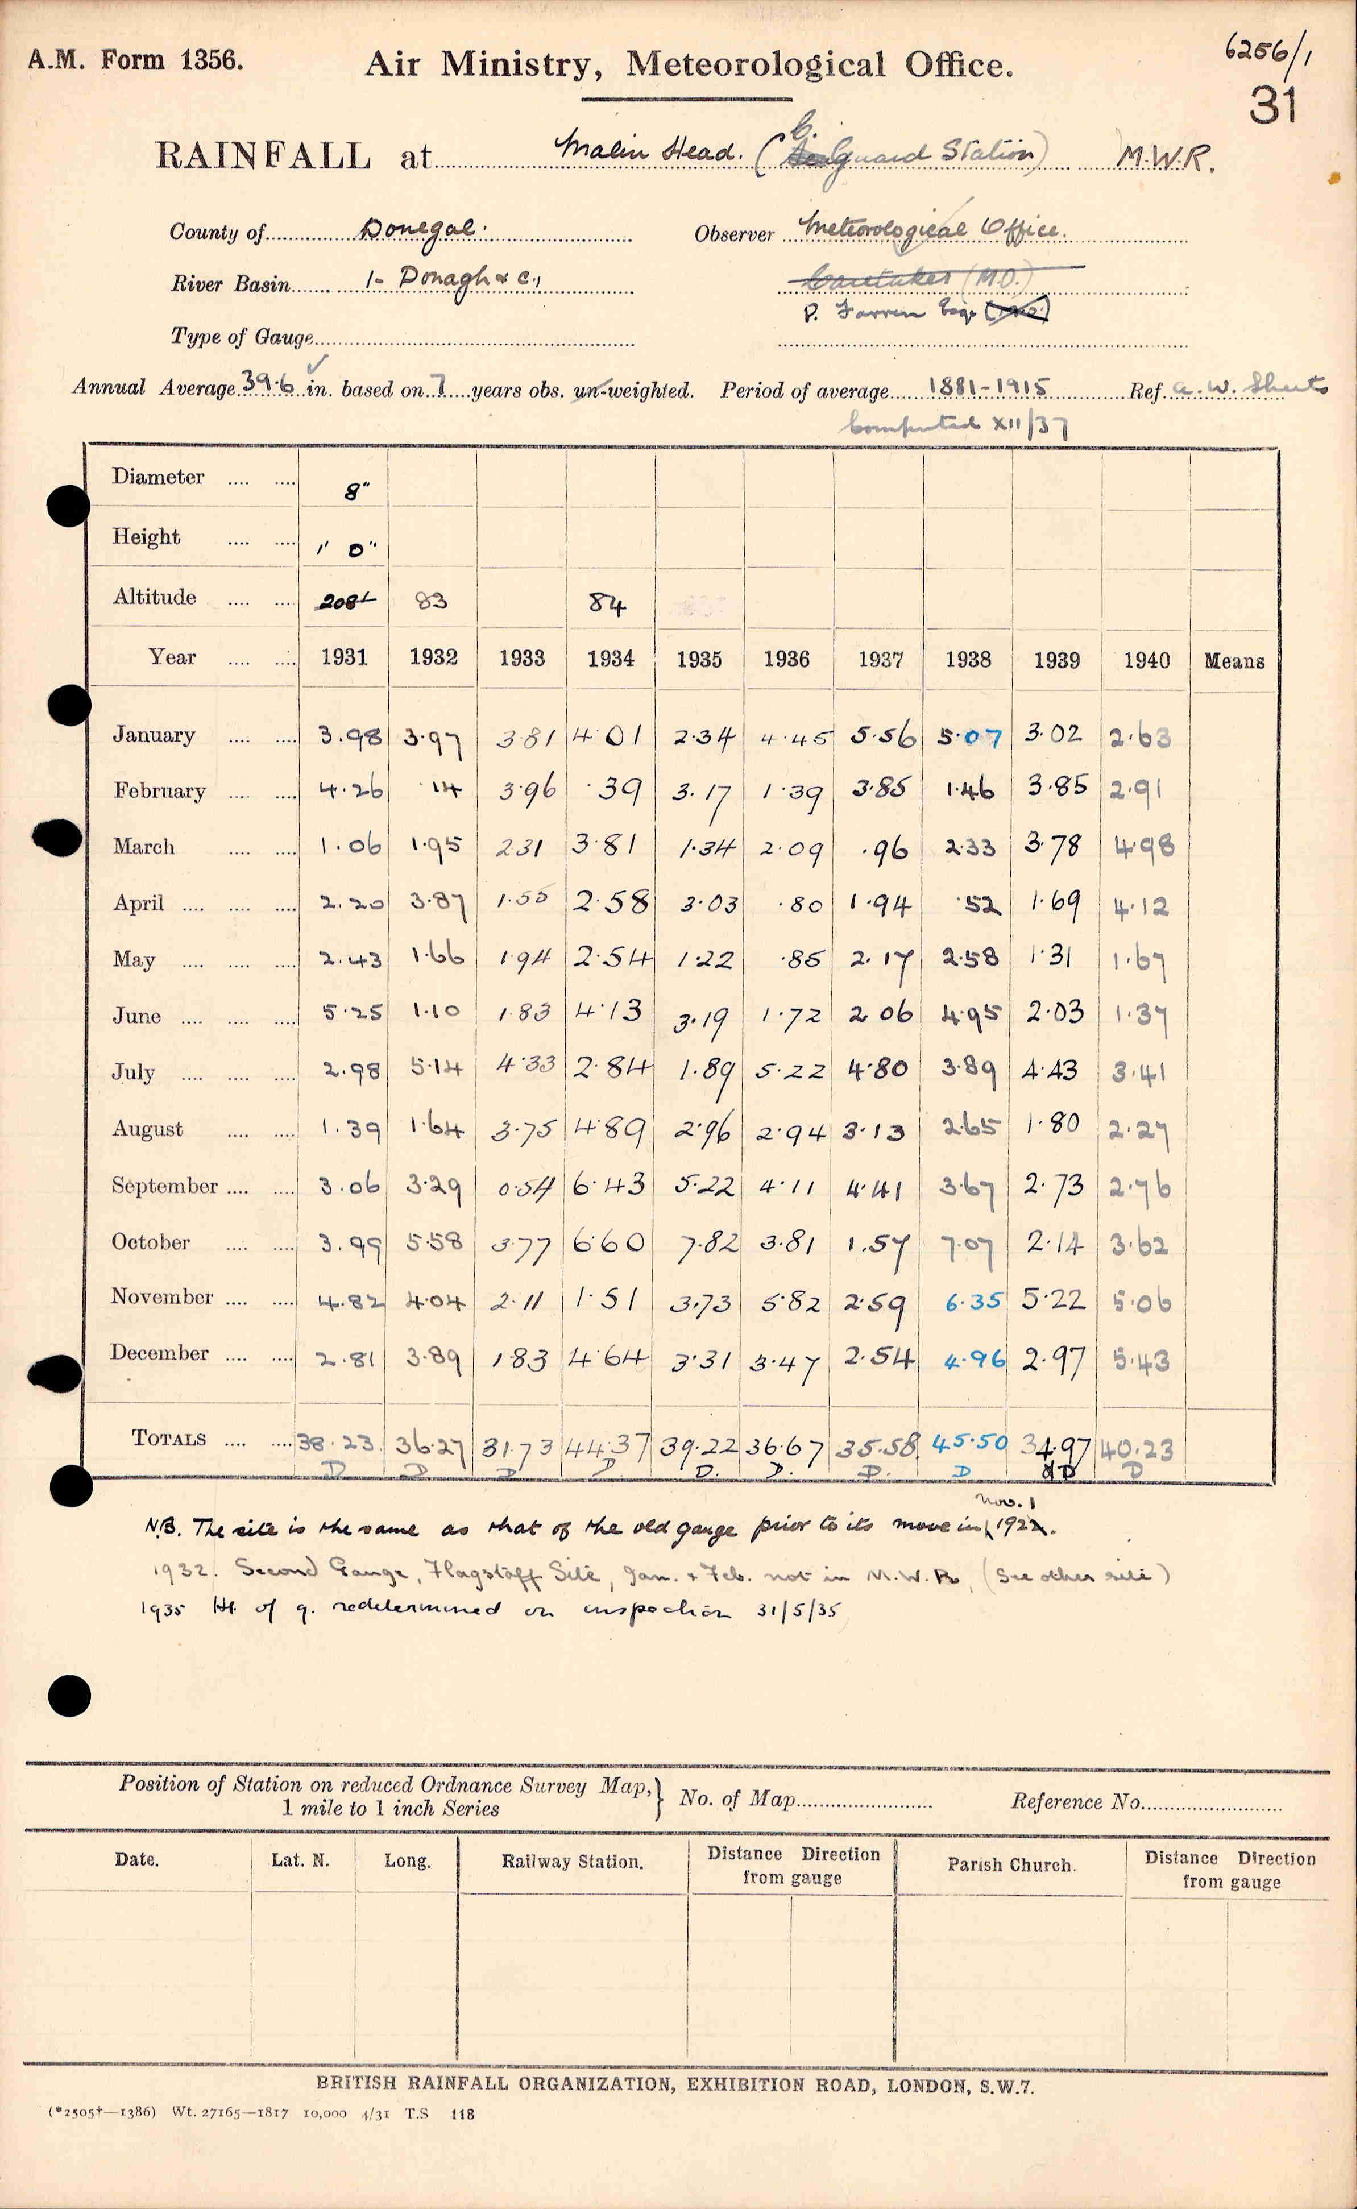 A.M. Form 1356.
Air Ministry, Meteorological Office.
6256/1
31
RAINFALL at Malin Head. (C. Guard Station) M.W.R.
County of Donegal.
Observer Meteorological Office.
River Basin 1- Donagh & c.,
Caretaker (M.O.)
P. Farren Esq.
Type of Gauge
Annual Average 39.6 in. based on 7 years obs. un-weighted. Period of average 1881-1915 Ref. A.W. Sheets
Computed XII/37
Diameter .... .... 8"
Height .... .... 1' 0"
Altitude .... .... 208 83 84
Year .... .... 1931 1932 1933 1934 1935 1936 1937 1938 1939 1940 Means
January .... .... 3.98 3.97 3.81 4.01 2.34 4.45 5.56 5.07 3.02 2.63
February .... .... 4.26 .14 3.96 .39 3.17 1.39 3.85 1.46 3.85 2.91
March .... .... 1.06 1.95 2 31 3.81 1.34 2.09 .96 2.33 3.78 4.98
April .... .... .... 2.20 3.87 1.55 2.58 3.03 .80 1.94 .52 1.69 4.12
May .... .... .... 2.43 1.66 1 94 2.54 1.22 .85 2.17 2.58 1.31 1.67
June .... .... .... 5.25 1.10 1.83 4.13 3.19 1.72 2 06 4.95 2.03 1.37
July .... .... .... 2.98 5.14 4.33 2.84 1.89 5.22 4.80 3.89 4.43 3.41
August .... .... 1.39 1.64 3.75 4.89 2.96 2.94 3.13 2.65 1.80 2.27
September .... .... 3.06 3.29 0.54 6.43 5.22 4.11 4.41 3.67 2.73 2.76
October .... .... 3.99 5.58 3.77 6.60 7.82 3.81 1.57 7.07 2.14 3.62
November .... .... 4.82 4.04 2.11 1.51 3.73 5.82 2.59 6.35 5.22 5.06
December .... .... 2.81 3.89 1.83 4.64 3.31 3.47 2.54 4.96 2.97 5.43
TOTALS .... .... 38.23 36.27 31.73 44.37 39.22 36.67 35.58 45.50 34.97 40.23
D D D D. D. D. D. D D D
Nov. 1
N.B. The site is the same as that of the old gauge prior to its move in 1922.
1932. Second Gauge, Flagstaff Site, Jan. & Feb. not in M.W.R. (See other site)
1935 Ht of g. redetermined on inspection 31/5/35
Position of Station on reduced Ordnance Survey Map,
1 mile to 1 inch Series
No. of Map
Reference No.
Date. Lat. N. Long. Railway Station. Distance Direction from gauge Parish Church. Distance Direction from gauge
BRITISH RAINFALL ORGANIZATION, EXHIBITION ROAD, LONDON, S.W.7.
(*2505†—1386) Wt. 27165—1817 10,000 4/31 T.S 118